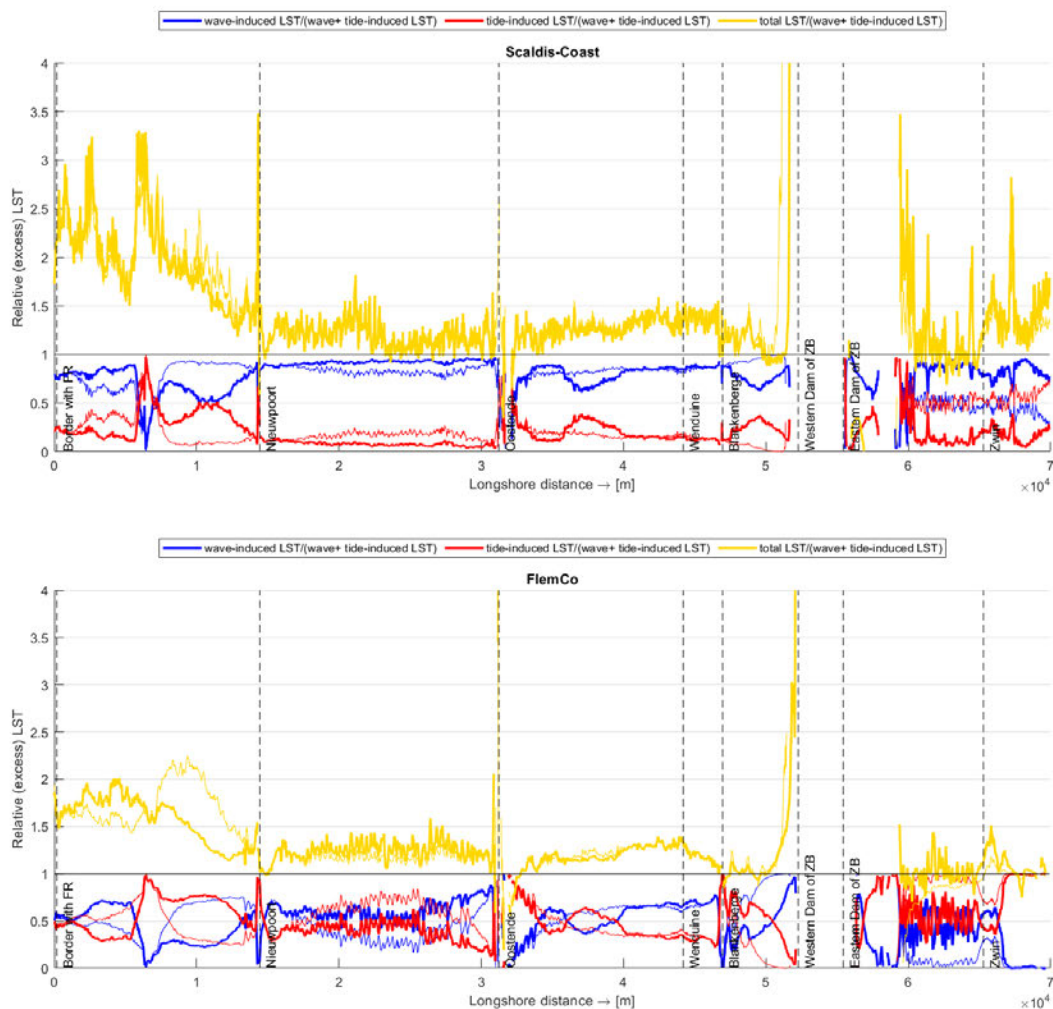 wave-induced LST/(wave+ tide-induced LST) tide-induced LST/(wave+ tide-induced LST) total LST/(wave+ tide-induced LST)
Scaldis-Coast
4
3.5
3
2.5
2
1.5
1
0.5
0
Relative (excess) LST
Border with FR
Nieuwpoort
Oostende
Wenduine
Blankenberge
Western Dam of ZB
Eastern Dam of ZB
Zwin
0 1 2 3 4 5 6 7
Longshore distance → [m]
×10⁴
wave-induced LST/(wave+ tide-induced LST) tide-induced LST/(wave+ tide-induced LST) total LST/(wave+ tide-induced LST)
FlemCo
4
3.5
3
2.5
2
1.5
1
0.5
0
Relative (excess) LST
Border with FR
Nieuwpoort
Oostende
Wenduine
Blankenberge
Western Dam of ZB
Eastern Dam of ZB
Zwin
0 1 2 3 4 5 6 7
Longshore distance → [m]
×10⁴